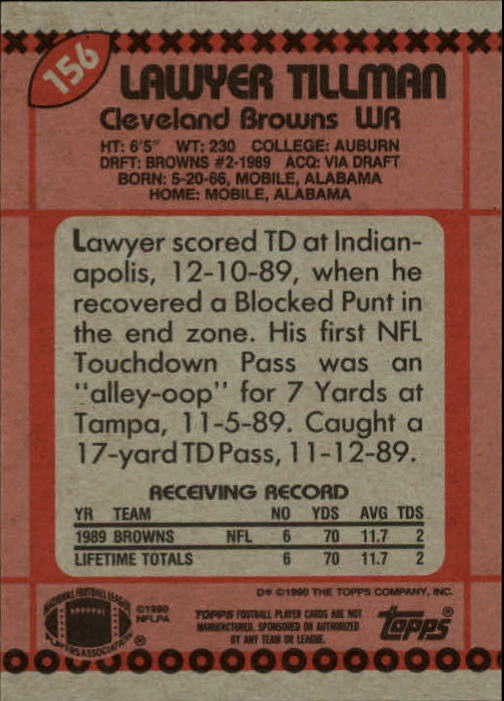 156
LAWYER TILLMAN
Cleveland Browns WR
HT: 6'5" WT: 230 COLLEGE: AUBURN
DRFT: BROWNS #2-1989 ACQ: VIA DRAFT
BORN: 5-20-66, MOBILE, ALABAMA
HOME: MOBILE, ALABAMA
Lawyer scored TD at Indian-
apolis, 12-10-89, when he
recovered a Blocked Punt in
the end zone. His first NFL
Touchdown Pass was an
"alley-oop" for 7 Yards at
Tampa, 11-5-89. Caught a
17-yard TD Pass, 11-12-89.
RECEIVING RECORD
YR TEAM NO YDS AVG TDS
1989 BROWNS NFL 6 70 11.7 2
LIFETIME TOTALS 6 70 11.7 2
D* ©1990 THE TOPPS COMPANY, INC.
NATIONAL FOOTBALL LEAGUE
PLAYERS ASSOCIATION
©1990
NFLPA
TOPPS FOOTBALL PLAYER CARDS ARE NOT
MANUFACTURED, SPONSORED OR AUTHORIZED
BY ANY TEAM OR LEAGUE.
Topps®